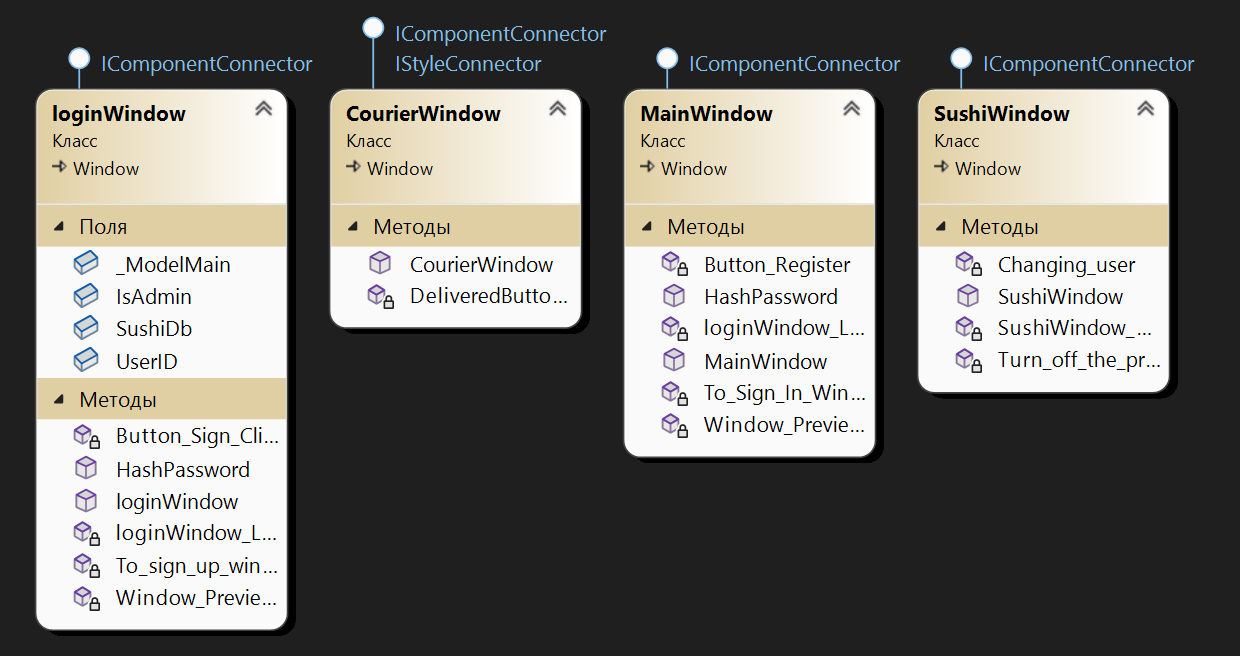 IComponentConnector
loginWindow
Класс
Window
Поля
_ModelMain
IsAdmin
SushiDb
UserID
Методы
Button_Sign_Cli...
HashPassword
loginWindow
loginWindow_L...
To_sign_up_win...
Window_Previe...
IComponentConnector
IStyleConnector
CourierWindow
Класс
Window
Методы
CourierWindow
DeliveredButto...
IComponentConnector
MainWindow
Класс
Window
Методы
Button_Register
HashPassword
loginWindow_L...
MainWindow
To_Sign_In_Win...
Window_Previe...
IComponentConnector
SushiWindow
Класс
Window
Методы
Changing_user
SushiWindow
SushiWindow_...
Turn_off_the_pr...